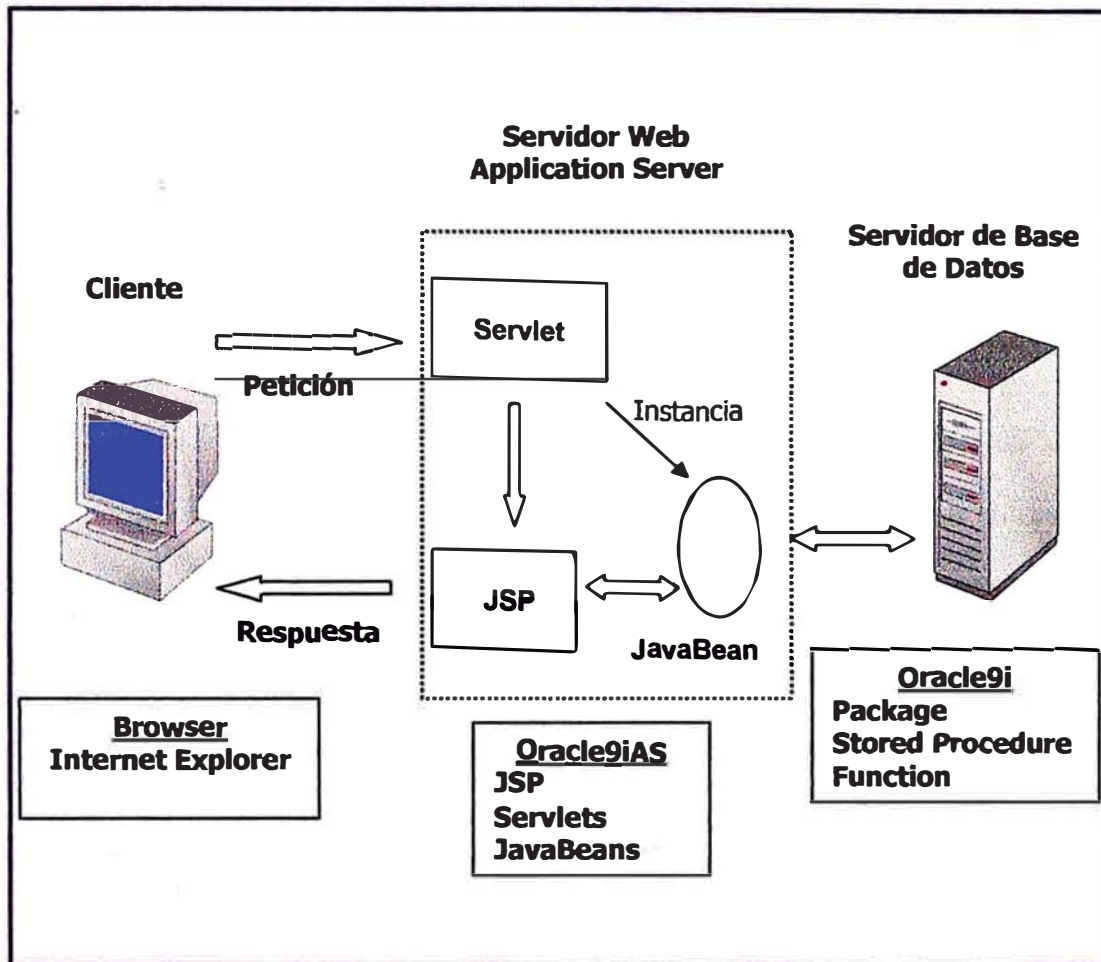 Servidor Web
Application Server
Servidor de Base
de Datos
Cliente
Servlet
Petición
Instancia
JSP
Respuesta
JavaBean
Browser
Internet Explorer
Oracle9iAS
JSP
Servlets
JavaBeans
Oracle9i
Package
Stored Procedure
Function